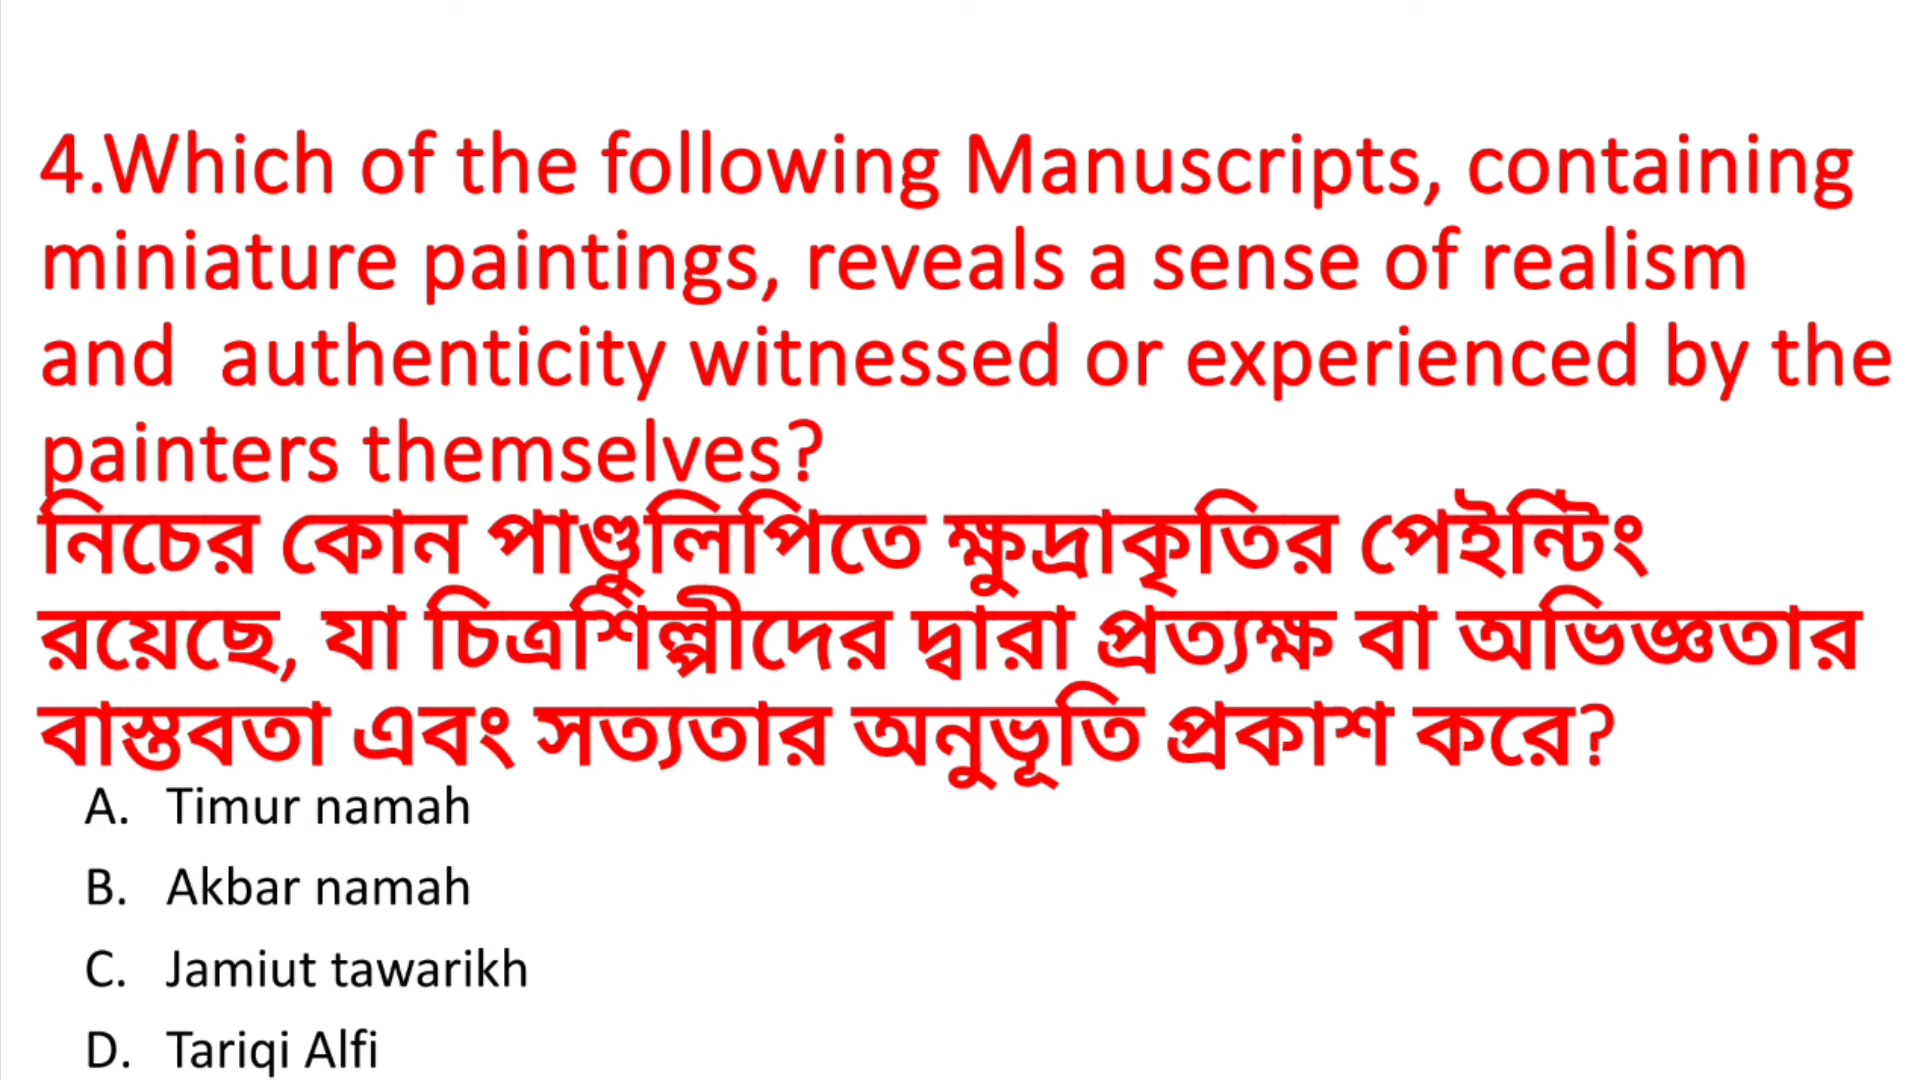 4.Which of the following Manuscripts, containing
miniature paintings, reveals a sense of realism
and  authenticity witnessed or experienced by the
painters themselves?
নিচের কোন পাণ্ডুলিপিতে ক্ষুদ্রাকৃতির পেইন্টিং
রয়েছে, যা চিত্রশিল্পীদের দ্বারা প্রত্যক্ষ বা অভিজ্ঞতার
বাস্তবতা এবং সত্যতার অনুভূতি প্রকাশ করে?
A. Timur namah
B. Akbar namah
C. Jamiut tawarikh
D. Tariqi Alfi